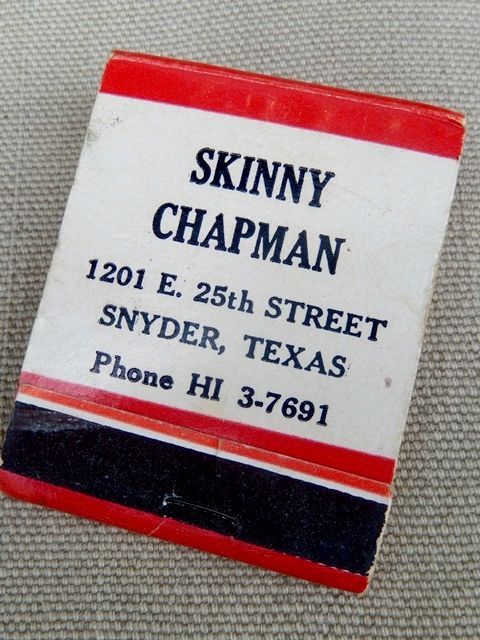 SKINNY
CHAPMAN
1201 E. 25th STREET
SNYDER, TEXAS
Phone HI 3-7691